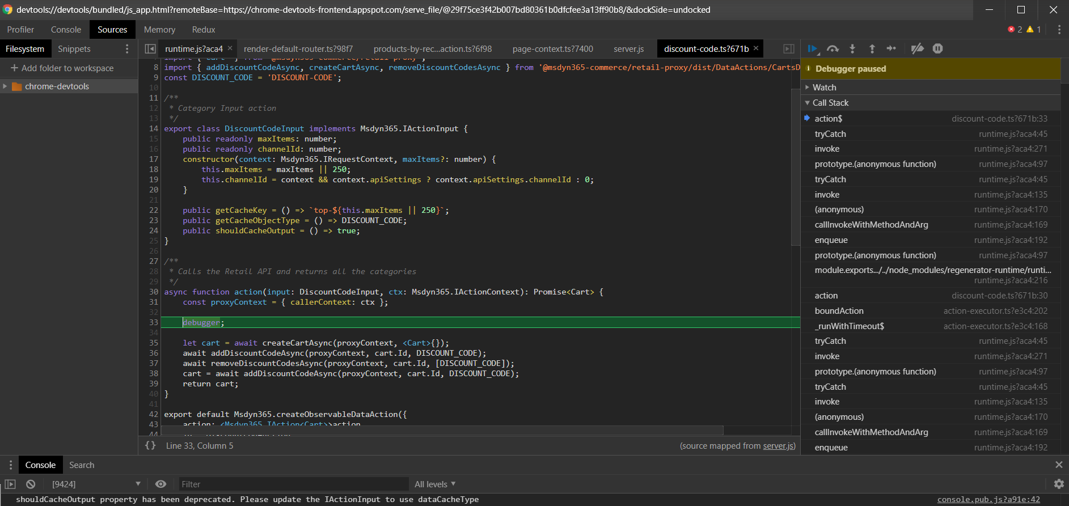 devtools://devtools/bundled/js_app.html?remoteBase=https://chrome-devtools-frontend.appspot.com/serve_file/@29f75ce3f42b007bd80361b0dfcfee3a13ff90b8/&dockSide=undocked
Profiler Console Sources Memory Redux 2 1
Filesystem Snippets
runtime.js?aca4 render-default-router.ts?98f7 products-by-rec...action.ts?6f98 page-context.ts?7400 server.js discount-code.ts?671b
+ Add folder to workspace
chrome-devtools
8 import { addDiscountCodeAsync, createCartAsync, removeDiscountCodesAsync } from '@msdyn365-commerce/retail-proxy/dist/DataActions/CartsD
9 const DISCOUNT_CODE = 'DISCOUNT-CODE';
10
11 /**
12 * Category Input action
13 */
14 export class DiscountCodeInput implements Msdyn365.IActionInput {
15 public readonly maxItems: number;
16 public readonly channelId: number;
17 constructor(context: Msdyn365.IRequestContext, maxItems?: number) {
18 this.maxItems = maxItems || 250;
19 this.channelId = context && context.apiSettings ? context.apiSettings.channelId : 0;
20 }
21
22 public getCacheKey = () => `top-${this.maxItems || 250}`;
23 public getCacheObjectType = () => DISCOUNT_CODE;
24 public shouldCacheOutput = () => true;
25 }
26
27 /**
28 * Calls the Retail API and returns all the categories
29 */
30 async function action(input: DiscountCodeInput, ctx: Msdyn365.IActionContext): Promise<Cart> {
31 const proxyContext = { callerContext: ctx };
32
33 debugger;
34
35 let cart = await createCartAsync(proxyContext, <Cart>{});
36 await addDiscountCodeAsync(proxyContext, cart.Id, DISCOUNT_CODE);
37 await removeDiscountCodesAsync(proxyContext, cart.Id, [DISCOUNT_CODE]);
38 cart = await addDiscountCodeAsync(proxyContext, cart.Id, DISCOUNT_CODE);
39 return cart;
40 }
41
42 export default Msdyn365.createObservableDataAction({
43 action: <Msdyn365.IAction<Cart>>action,
44
{} Line 33, Column 5 (source mapped from server.js)
Debugger paused
Watch
Call Stack
action$ discount-code.ts?671b:33
tryCatch runtime.js?aca4:45
invoke runtime.js?aca4:271
prototype.(anonymous function) runtime.js?aca4:97
tryCatch runtime.js?aca4:45
invoke runtime.js?aca4:135
(anonymous) runtime.js?aca4:170
callInvokeWithMethodAndArg runtime.js?aca4:169
enqueue runtime.js?aca4:192
prototype.(anonymous function) runtime.js?aca4:97
module.exports.../../node_modules/regenerator-runtime/runti...
runtime.js?aca4:216
action discount-code.ts?671b:30
boundAction action-executor.ts?e3c4:202
_runWithTimeout$ action-executor.ts?e3c4:168
tryCatch runtime.js?aca4:45
invoke runtime.js?aca4:271
prototype.(anonymous function) runtime.js?aca4:97
tryCatch runtime.js?aca4:45
invoke runtime.js?aca4:135
(anonymous) runtime.js?aca4:170
callInvokeWithMethodAndArg runtime.js?aca4:169
enqueue runtime.js?aca4:192
Console Search
[9424] Filter All levels
shouldCacheOutput property has been deprecated. Please update the IActionInput to use dataCacheType console.pub.js?a91e:42